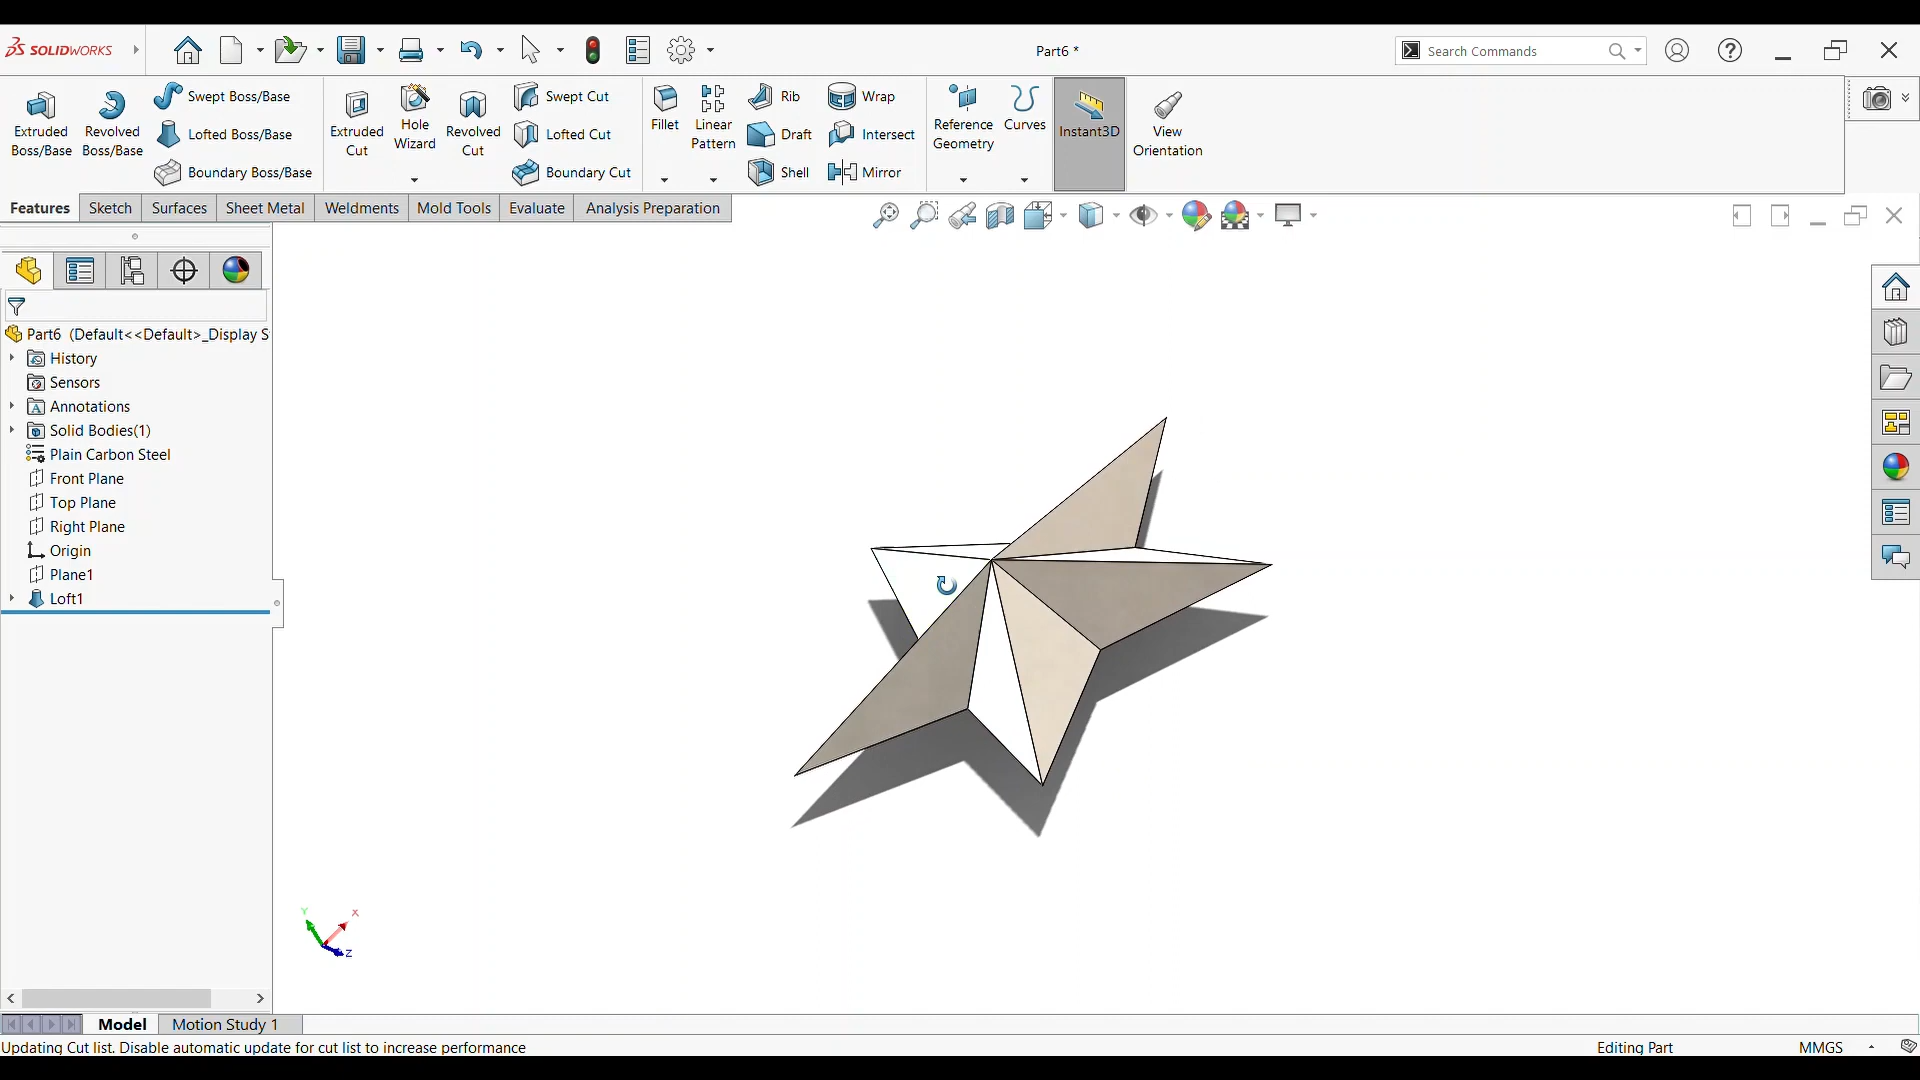 SOLIDWORKS
Part6 *
Search Commands
Extruded Boss/Base
Revolved Boss/Base
Swept Boss/Base
Lofted Boss/Base
Boundary Boss/Base
Extruded Cut
Hole Wizard
Revolved Cut
Swept Cut
Lofted Cut
Boundary Cut
Fillet
Linear Pattern
Rib
Draft
Shell
Wrap
Intersect
Mirror
Reference Geometry
Curves
Instant3D
View Orientation
Features
Sketch
Surfaces
Sheet Metal
Weldments
Mold Tools
Evaluate
Analysis Preparation
Part6 (Default<<Default>_Display S
History
Sensors
Annotations
Solid Bodies(1)
Plain Carbon Steel
Front Plane
Top Plane
Right Plane
Origin
Plane1
Loft1
Y
X
Z
Model
Motion Study 1
Updating Cut list. Disable automatic update for cut list to increase performance
Editing Part
MMGS